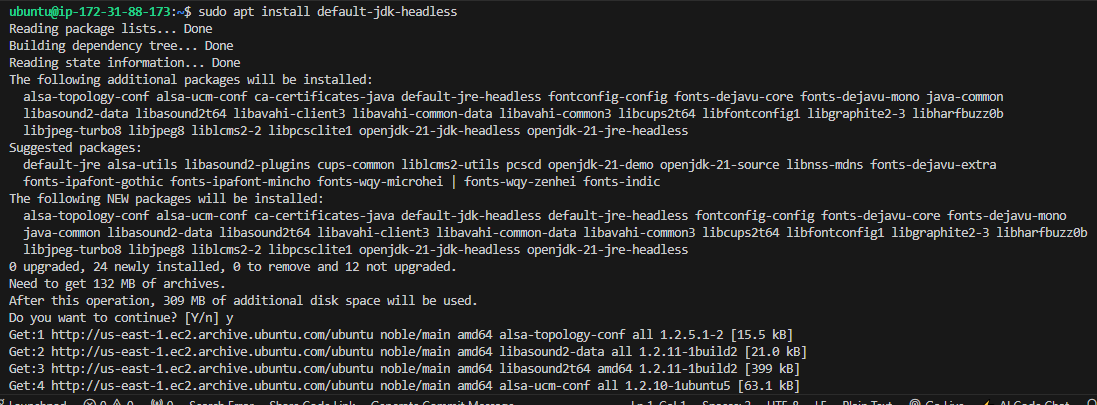 ubuntu@ip-172-31-88-173:~$ sudo apt install default-jdk-headless
Reading package lists... Done
Building dependency tree... Done
Reading state information... Done
The following additional packages will be installed:
  alsa-topology-conf alsa-ucm-conf ca-certificates-java default-jre-headless fontconfig-config fonts-dejavu-core fonts-dejavu-mono java-common
  libasound2-data libasound2t64 libavahi-client3 libavahi-common-data libavahi-common3 libcups2t64 libfontconfig1 libgraphite2-3 libharfbuzz0b
  libjpeg-turbo8 libjpeg8 liblcms2-2 libpcsclite1 openjdk-21-jdk-headless openjdk-21-jre-headless
Suggested packages:
  default-jre alsa-utils libasound2-plugins cups-common liblcms2-utils pcscd openjdk-21-demo openjdk-21-source libnss-mdns fonts-dejavu-extra
  fonts-ipafont-gothic fonts-ipafont-mincho fonts-wqy-microhei | fonts-wqy-zenhei fonts-indic
The following NEW packages will be installed:
  alsa-topology-conf alsa-ucm-conf ca-certificates-java default-jdk-headless default-jre-headless fontconfig-config fonts-dejavu-core fonts-dejavu-mono
  java-common libasound2-data libasound2t64 libavahi-client3 libavahi-common-data libavahi-common3 libcups2t64 libfontconfig1 libgraphite2-3 libharfbuzz0b
  libjpeg-turbo8 libjpeg8 liblcms2-2 libpcsclite1 openjdk-21-jdk-headless openjdk-21-jre-headless
0 upgraded, 24 newly installed, 0 to remove and 12 not upgraded.
Need to get 132 MB of archives.
After this operation, 309 MB of additional disk space will be used.
Do you want to continue? [Y/n] y
Get:1 http://us-east-1.ec2.archive.ubuntu.com/ubuntu noble/main amd64 alsa-topology-conf all 1.2.5.1-2 [15.5 kB]
Get:2 http://us-east-1.ec2.archive.ubuntu.com/ubuntu noble/main amd64 libasound2-data all 1.2.11-1build2 [21.0 kB]
Get:3 http://us-east-1.ec2.archive.ubuntu.com/ubuntu noble/main amd64 libasound2t64 amd64 1.2.11-1build2 [399 kB]
Get:4 http://us-east-1.ec2.archive.ubuntu.com/ubuntu noble/main amd64 alsa-ucm-conf all 1.2.10-1ubuntu5 [63.1 kB]